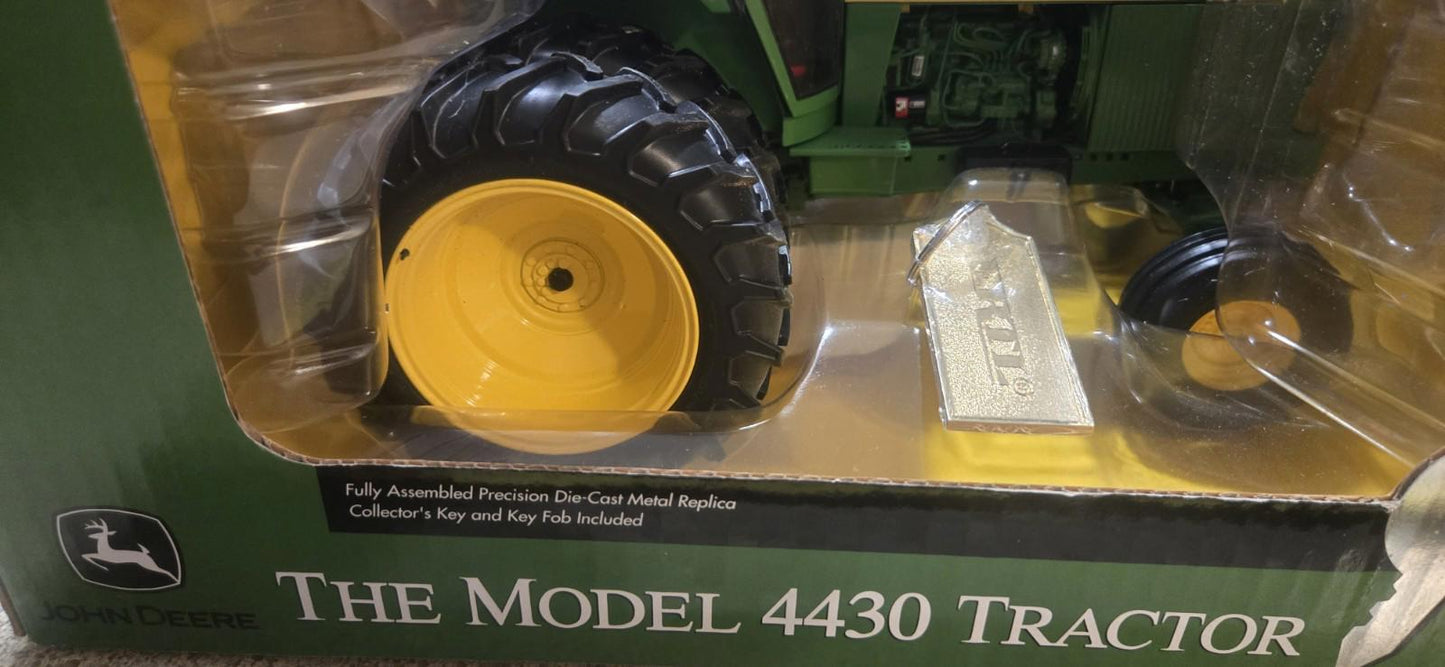 Fully Assembled Precision Die-Cast Metal Replica
Collector's Key and Key Fob Included
JOHN DEERE
THE MODEL 4430 TRACTOR